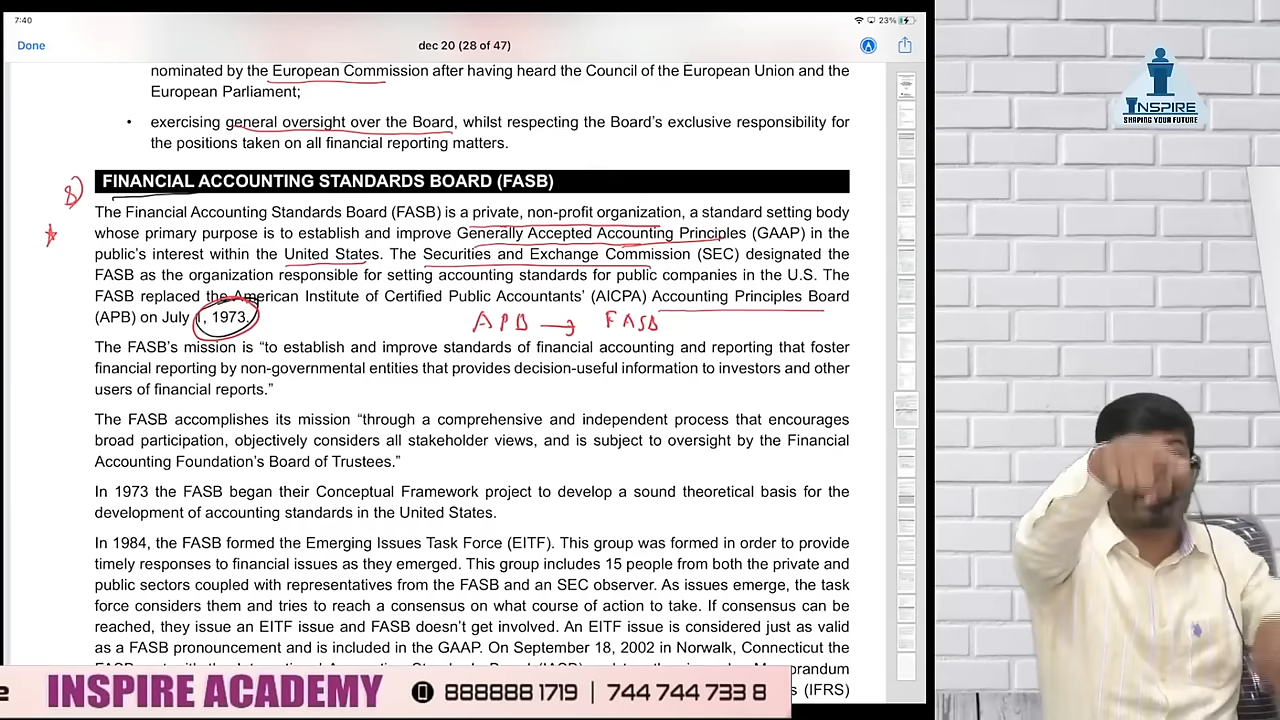 7:40
23%
Done
dec 20 (28 of 47)
nominated by the European Commission after having heard the Council of the European Union and the
European Parliament;
• exercising general oversight over the Board, whilst respecting the Board's exclusive responsibility for
the positions taken on all financial reporting matters.
8)
FINANCIAL ACCOUNTING STANDARDS BOARD (FASB)
The Financial Accounting Standards Board (FASB) is private, non-profit organization, a standard setting body
whose primary purpose is to establish and improve Generally Accepted Accounting Principles (GAAP) in the
public's interest within the United States. The Securities and Exchange Commission (SEC) designated the
FASB as the organization responsible for setting accounting standards for public companies in the U.S. The
FASB replaced the American Institute of Certified Public Accountants' (AICPA) Accounting Principles Board
(APB) on July 1, 1973.
APB → FASB
The FASB's mission is “to establish and improve standards of financial accounting and reporting that foster
financial reporting by non-governmental entities that provides decision-useful information to investors and other
users of financial reports.”
The FASB accomplishes its mission “through a comprehensive and independent process that encourages
broad participation, objectively considers all stakeholder views, and is subject to oversight by the Financial
Accounting Foundation's Board of Trustees.”
In 1973 the FASB began their Conceptual Framework project to develop a sound theoretical basis for the
development of accounting standards in the United States.
In 1984, the FASB formed the Emerging Issues Task Force (EITF). This group was formed in order to provide
timely responses to financial issues as they emerged. This group includes 15 people from both the private and
public sectors coupled with representatives from the FASB and an SEC observer. As issues emerge, the task
force considers them and tries to reach a consensus on what course of action to take. If consensus can be
reached, they issue an EITF issue and FASB doesn't get involved. An EITF issue is considered just as valid
as a FASB pronouncement and is included in the GAAP. On September 18, 2002 in Norwalk, Connecticut the
(IFRS)
INSPIRE ACADEMY 888888 1719 | 744 744 733 8
INSPIRE
SHAPING YOUR FUTURE